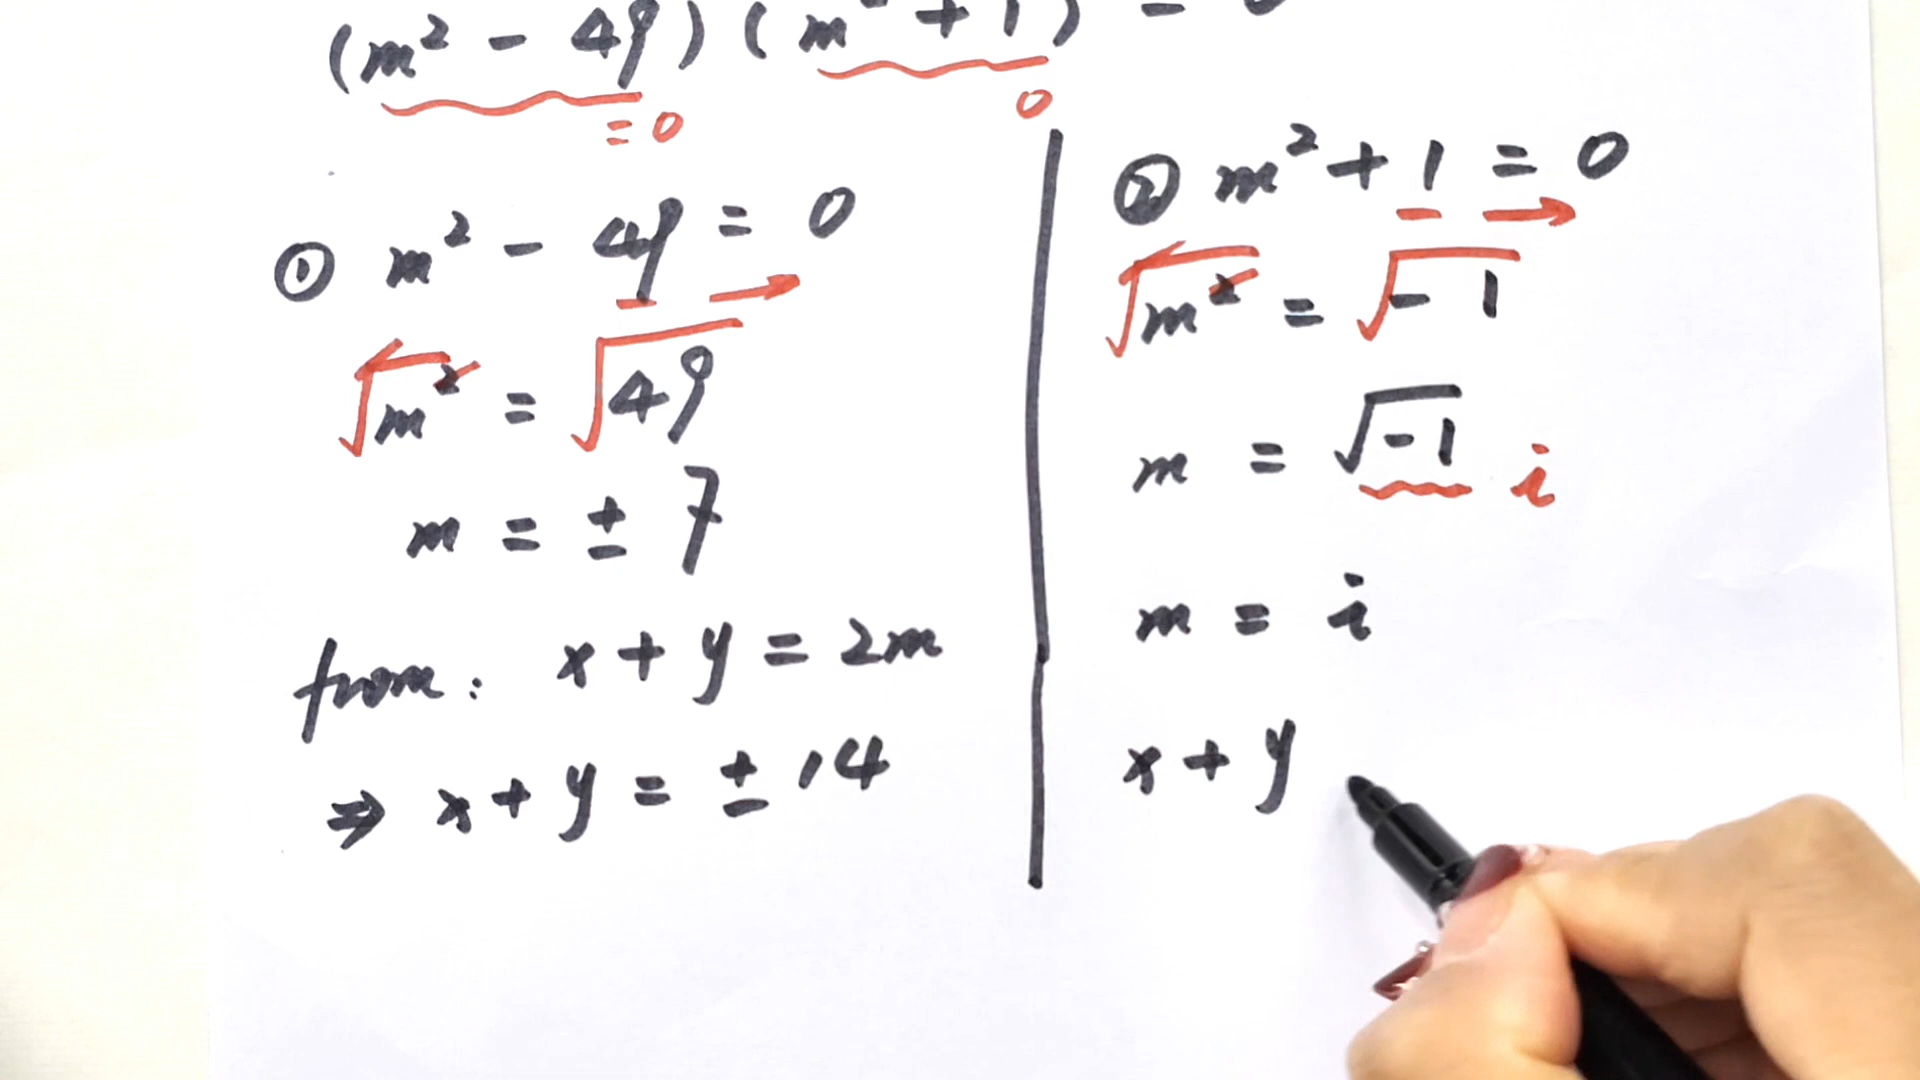 (m² - 49) (m² + 1) = 0
= 0
0
① m² - 49 = 0
√m² = √49
m = ± 7
from: x + y = 2m
⇒ x + y = ± 14
② m² + 1 = 0
√m² = √-1
m = √-1 i
m = i
x + y